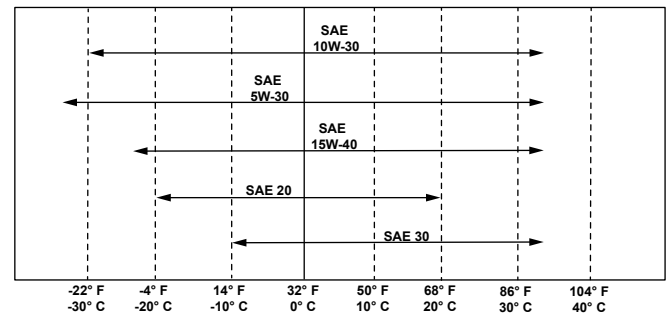 SAE
10W-30
SAE
5W-30
SAE
15W-40
SAE 20
SAE 30
-22° F -4° F 14° F 32° F 50° F 68° F 86° F 104° F
-30° C -20° C -10° C 0° C 10° C 20° C 30° C 40° C